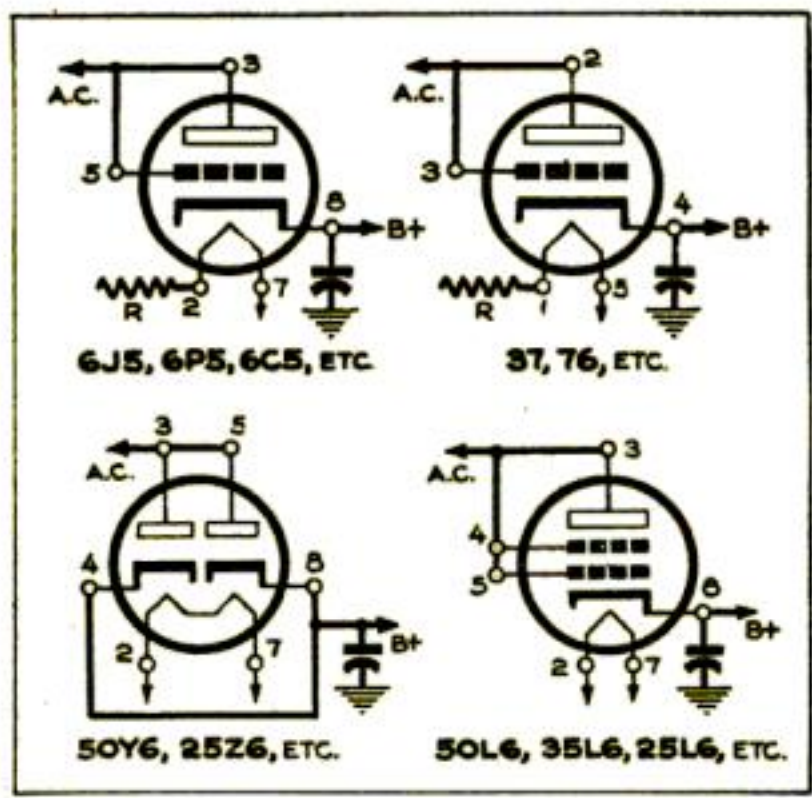 3
A.C.
5
8
B+
R
2
7
6J5, 6P5, 6C5, ETC.
2
A.C.
3
4
B+
R
1
5
37, 76, ETC.
3
5
A.C.
4
8
2
7
B+
50Y6, 25Z6, ETC.
3
A.C.
4
5
8
B+
2
7
50L6, 35L6, 25L6, ETC.